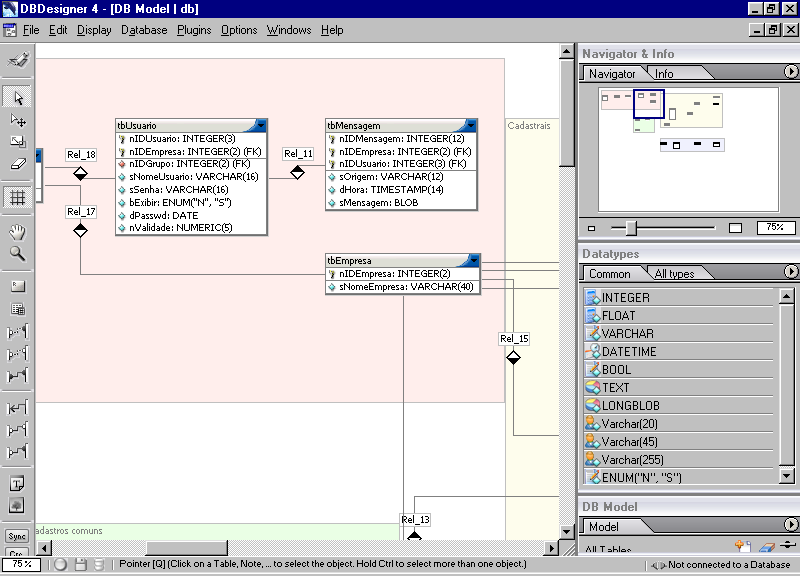 DBDesigner 4 - [DB Model | db]
File Edit Display Database Plugins Options Windows Help
Navigator & Info
Navigator Info
75%
Datatypes
Common All types
INTEGER
FLOAT
VARCHAR
DATETIME
BOOL
TEXT
LONGBLOB
Varchar(20)
Varchar(45)
Varchar(255)
ENUM("N", "S")
DB Model
Model
All Tables
tbUsuario
nIDUsuario: INTEGER(3)
nIDEmpresa: INTEGER(2) (FK)
nIDGrupo: INTEGER(2) (FK)
sNomeUsuario: VARCHAR(16)
sSenha: VARCHAR(16)
bExibir: ENUM("N", "S")
dPasswd: DATE
nValidade: NUMERIC(5)
tbMensagem
nIDMensagem: INTEGER(12)
nIDEmpresa: INTEGER(2) (FK)
nIDUsuario: INTEGER(3) (FK)
sOrigem: VARCHAR(12)
dHora: TIMESTAMP(14)
sMensagem: BLOB
tbEmpresa
nIDEmpresa: INTEGER(2)
sNomeEmpresa: VARCHAR(40)
Rel_18
Rel_11
Rel_17
Rel_15
Rel_13
Cadastrais
adastros comuns
Sync
75 %
Pointer [Q] (Click on a Table, Note, ... to select the object. Hold Ctrl to select more than one object.)
Not connected to a Database